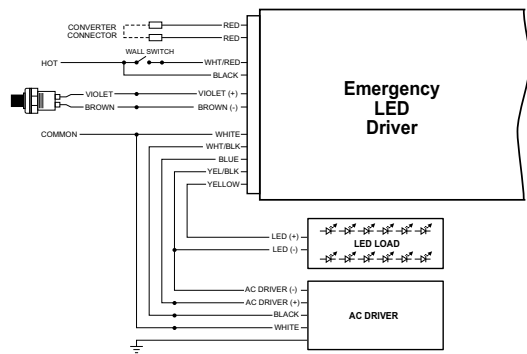 CONVERTER
CONNECTOR
RED
RED
WALL SWITCH
HOT
WHT/RED
BLACK
VIOLET
VIOLET (+)
BROWN
BROWN (-)
COMMON
WHITE
WHT/BLK
BLUE
YEL/BLK
YELLOW
Emergency
LED
Driver
LED (+)
LED (-)
LED LOAD
AC DRIVER (-)
AC DRIVER (+)
BLACK
WHITE
AC DRIVER